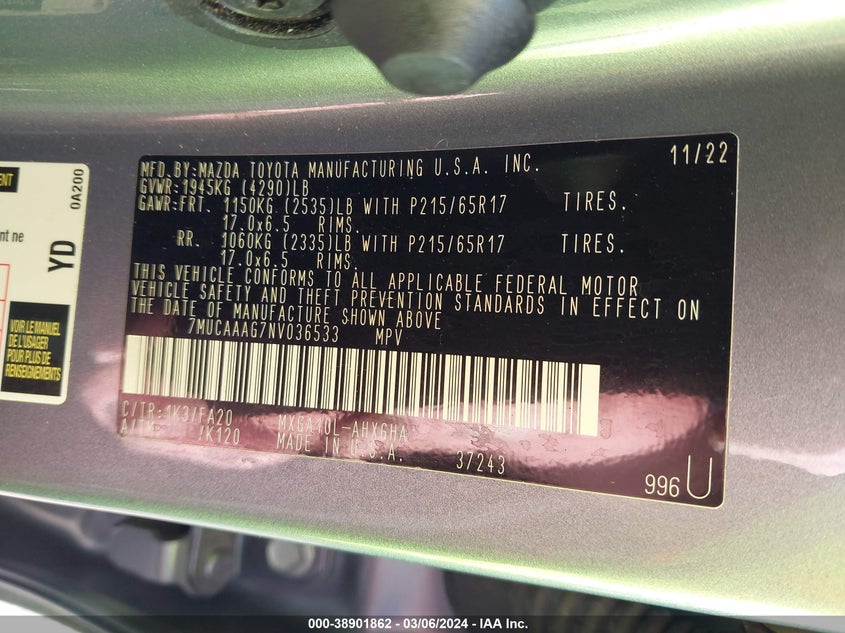 MFD.BY:MAZDA TOYOTA MANUFACTURING U.S.A. INC. 11/22
GVWR:1945KG (4290)LB
GAWR:FRT. 1150KG (2535)LB WITH P215/65R17 TIRES.
17.0x6.5 RIMS.
RR. 1060KG (2335)LB WITH P215/65R17 TIRES.
17.0x6.5 RIMS.
THIS VEHICLE CONFORMS TO ALL APPLICABLE FEDERAL MOTOR
VEHICLE SAFETY AND THEFT PREVENTION STANDARDS IN EFFECT ON
THE DATE OF MANUFACTURE SHOWN ABOVE
7MUCAAAG7NV036533 MPV
C/TR:1K3/FA20 MXGA10L-AHXGHA
A/TM /K120 MADE IN U.S.A. 37243
996 U
0A200
YD
nt ne
VOIR LE MANUEL
DE L'USAGER
POUR PLUS DE
RENSEIGNEMENTS
000-38901862 - 03/06/2024 - IAA Inc.